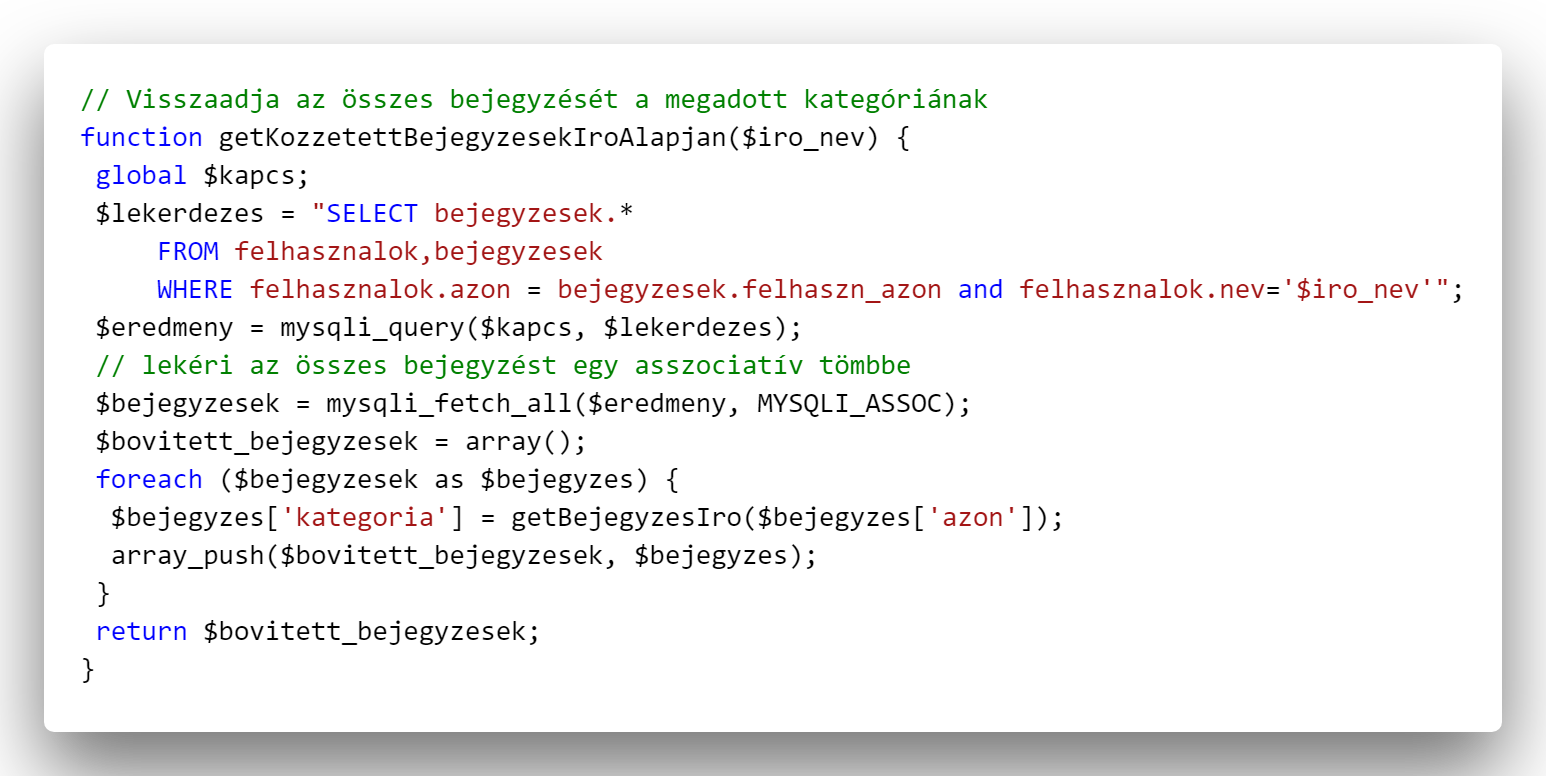 // Visszaadja az összes bejegyzését a megadott kategóriának
function getKozzetettBejegyzesekIroAlapjan($iro_nev) {
 global $kapcs;
 $lekerdezes = "SELECT bejegyzesek.*
     FROM felhasznalok,bejegyzesek
     WHERE felhasznalok.azon = bejegyzesek.felhaszn_azon and felhasznalok.nev='$iro_nev'";
 $eredmeny = mysqli_query($kapcs, $lekerdezes);
 // lekéri az összes bejegyzést egy asszociatív tömbbe
 $bejegyzesek = mysqli_fetch_all($eredmeny, MYSQLI_ASSOC);
 $bovitett_bejegyzesek = array();
 foreach ($bejegyzesek as $bejegyzes) {
  $bejegyzes['kategoria'] = getBejegyzesIro($bejegyzes['azon']);
  array_push($bovitett_bejegyzesek, $bejegyzes);
 }
 return $bovitett_bejegyzesek;
}